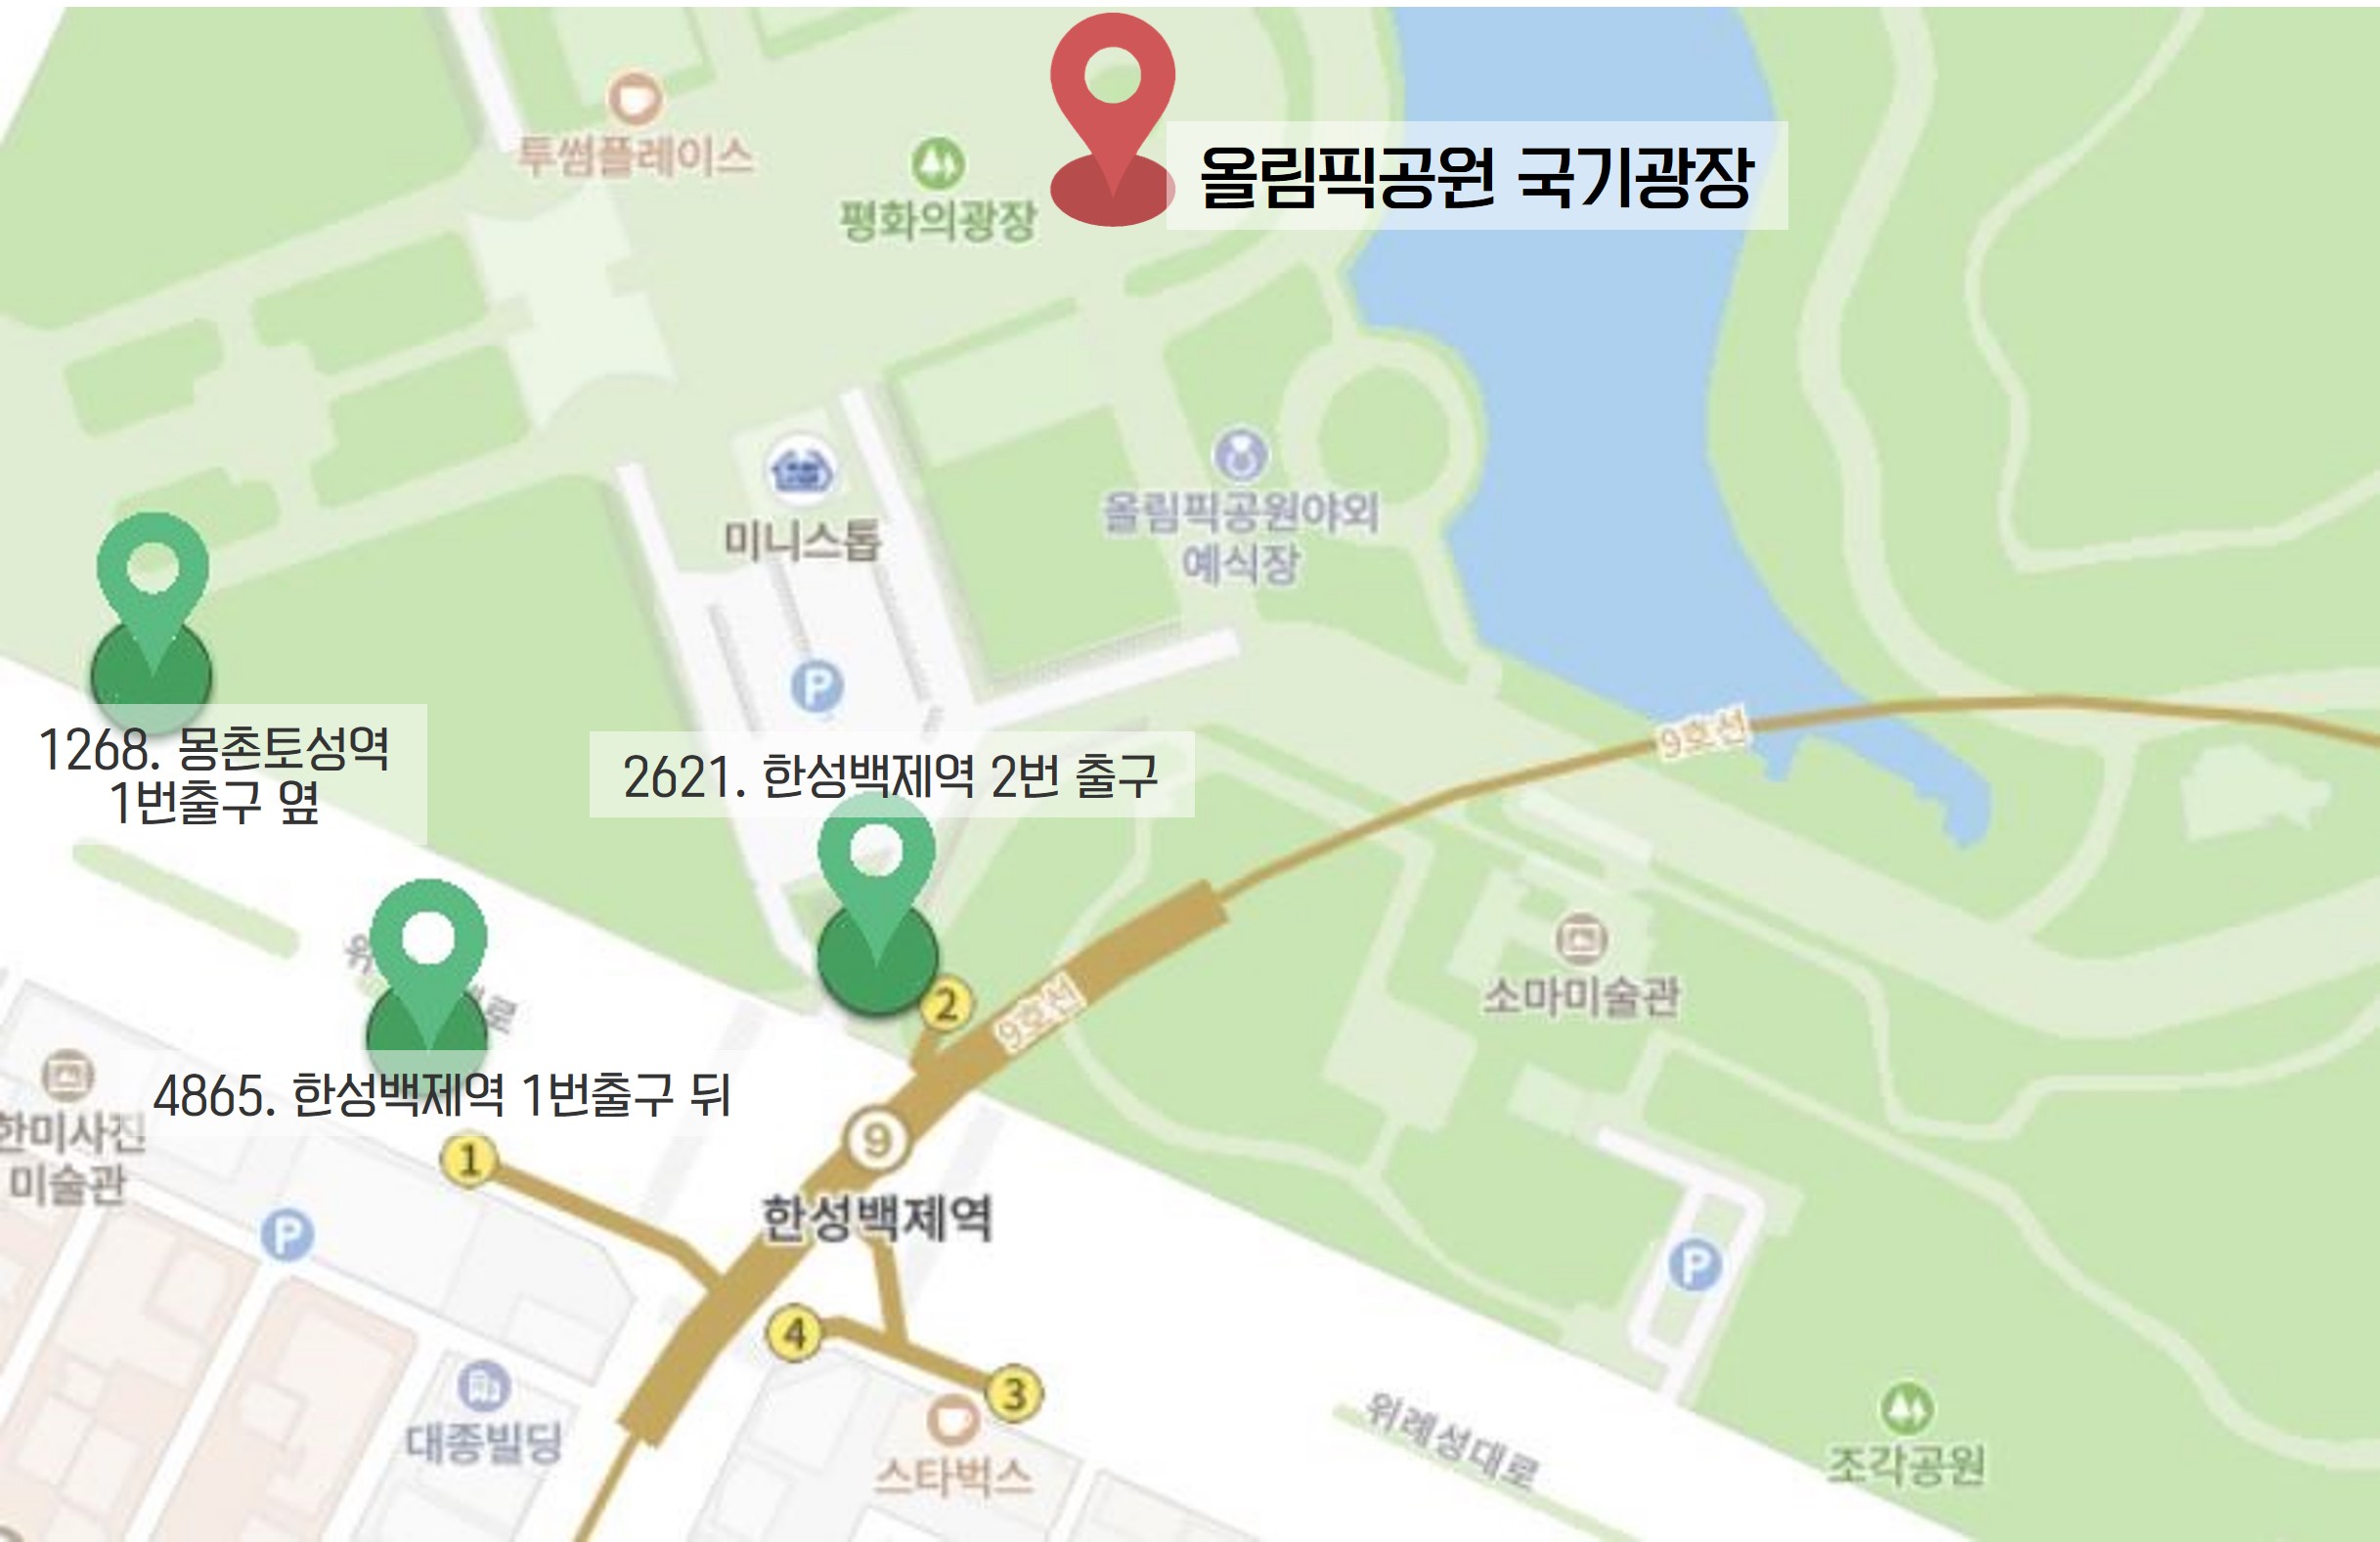 투썸플레이스
평화의광장
올림픽공원 국기광장
미니스톱
올림픽공원야외
예식장
P
9호선
1268. 몽촌토성역
1번출구 옆
2621. 한성백제역 2번 출구
소마미술관
2
9호선
로
4865. 한성백제역 1번출구 뒤
한미사진
미술관
1
9
한성백제역
P
P
4
3
대종빌딩
스타벅스
위례성대로
조각공원